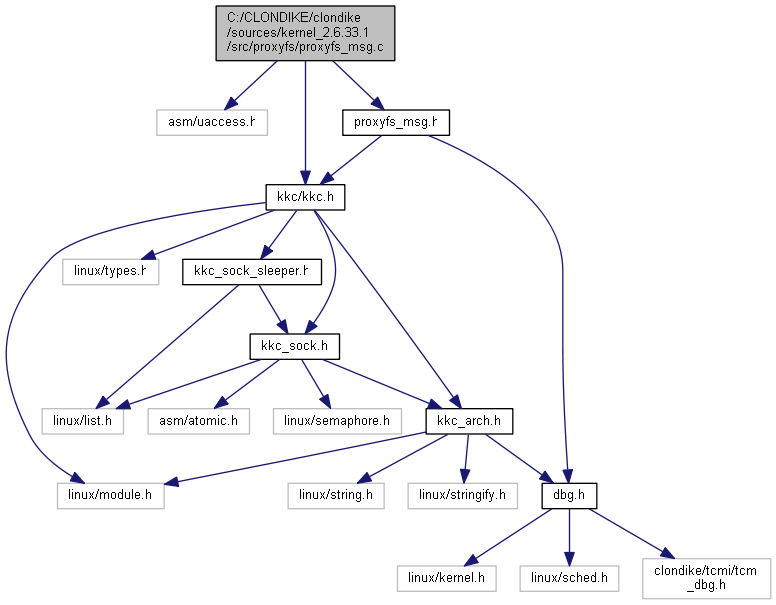 C:/CLONDIKE/clondike
/sources/kernel_2.6.33.1
/src/proxyfs/proxyfs_msg.c
asm/uaccess.h
proxyfs_msg.h
kkc/kkc.h
linux/types.h
kkc_sock_sleeper.h
kkc_sock.h
linux/list.h
asm/atomic.h
linux/semaphore.h
kkc_arch.h
linux/module.h
linux/string.h
linux/stringify.h
dbg.h
linux/kernel.h
linux/sched.h
clondike/tcmi/tcm
_dbg.h